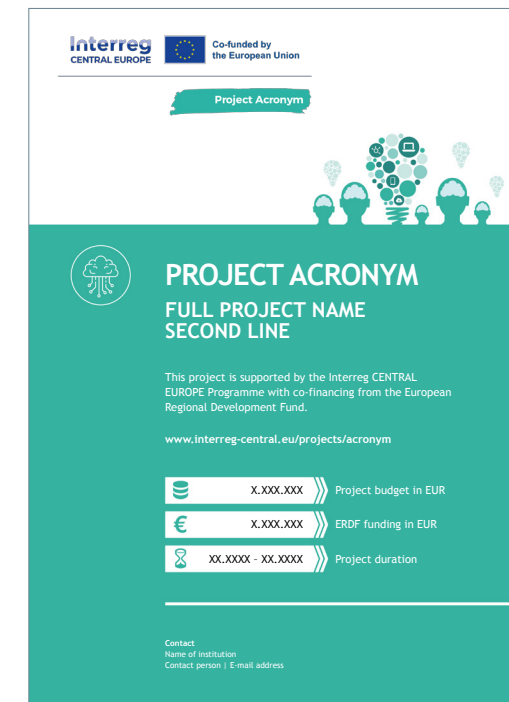 Interreg
CENTRAL EUROPE
Co-funded by
the European Union
Project Acronym
PROJECT ACRONYM
FULL PROJECT NAME
SECOND LINE
This project is supported by the Interreg CENTRAL
EUROPE Programme with co-financing from the European
Regional Development Fund.
www.interreg-central.eu/projects/acronym
X.XXX.XXX Project budget in EUR
€ X.XXX.XXX ERDF funding in EUR
XX.XXXX - XX.XXXX Project duration
Contact
Name of institution
Contact person | E-mail address